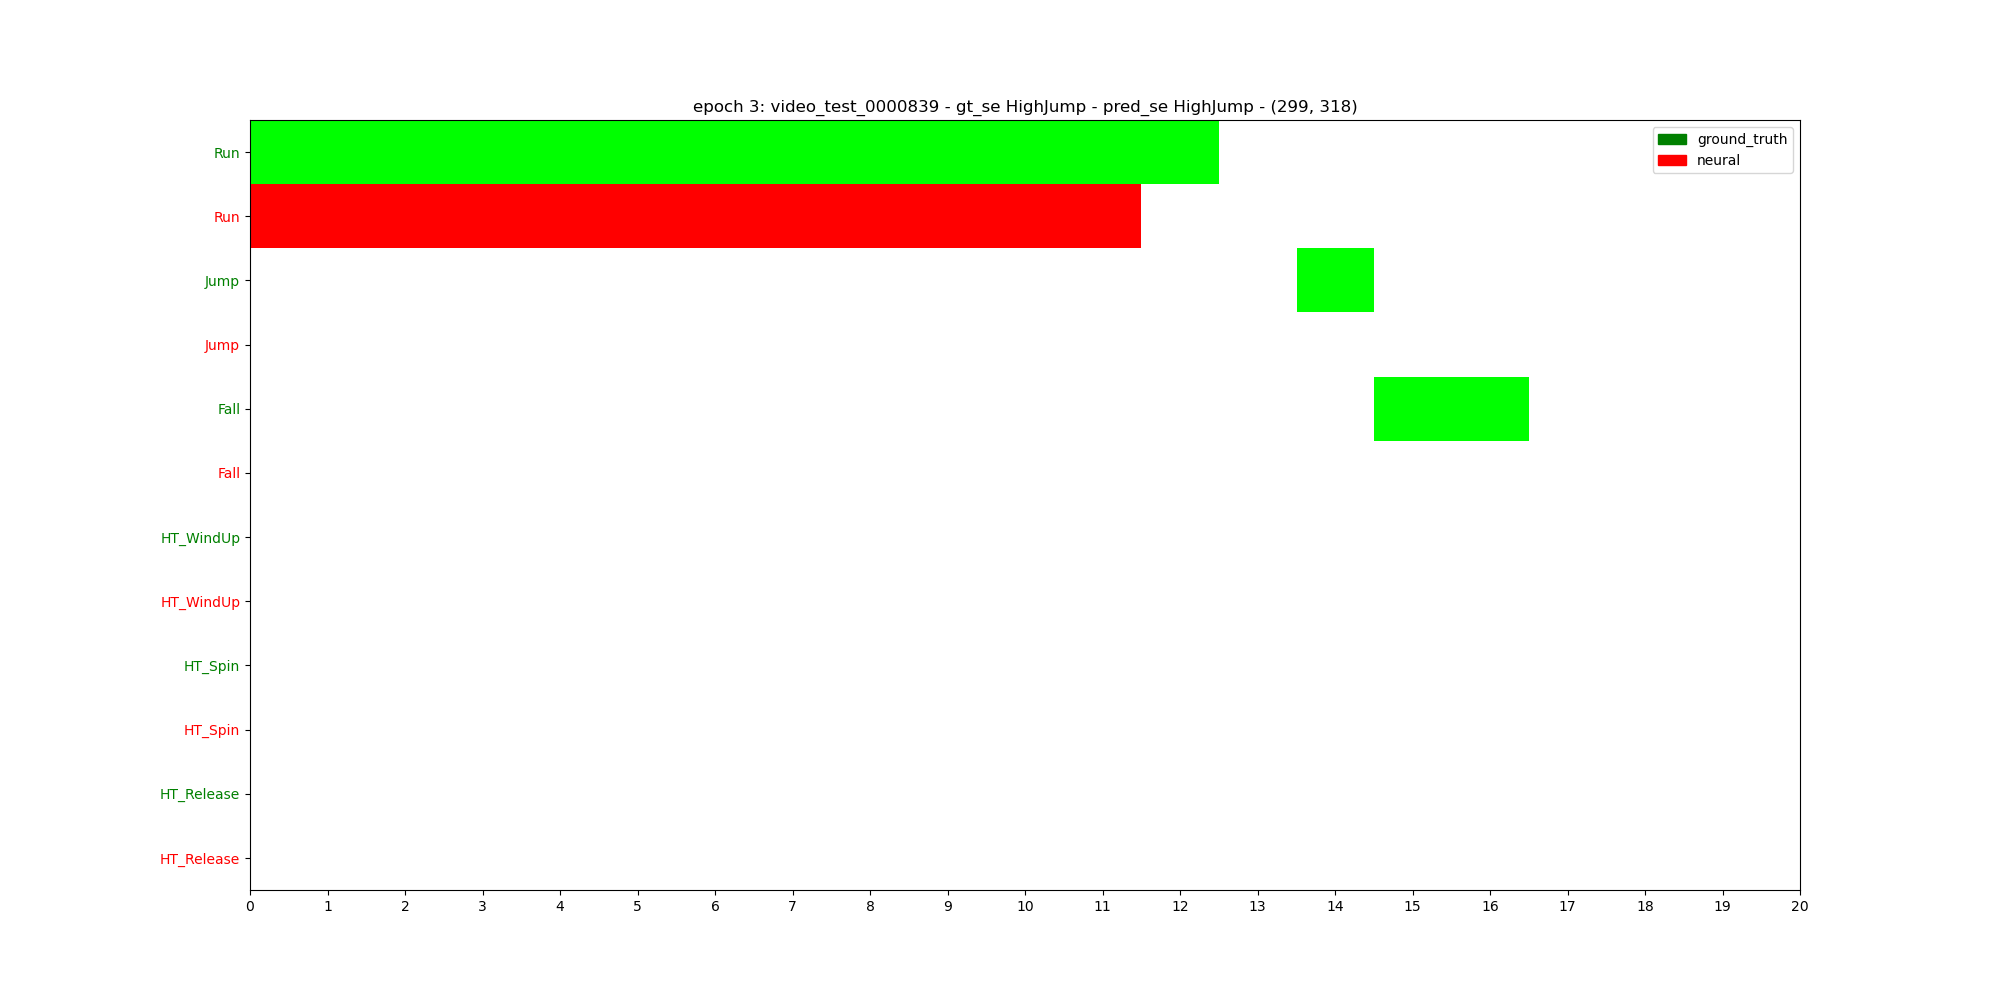 epoch 3: video_test_0000839 - gt_se HighJump - pred_se HighJump - (299, 318)
ground_truth
neural
Run
Run
Jump
Jump
Fall
Fall
HT_WindUp
HT_WindUp
HT_Spin
HT_Spin
HT_Release
HT_Release
0 1 2 3 4 5 6 7 8 9 10 11 12 13 14 15 16 17 18 19 20